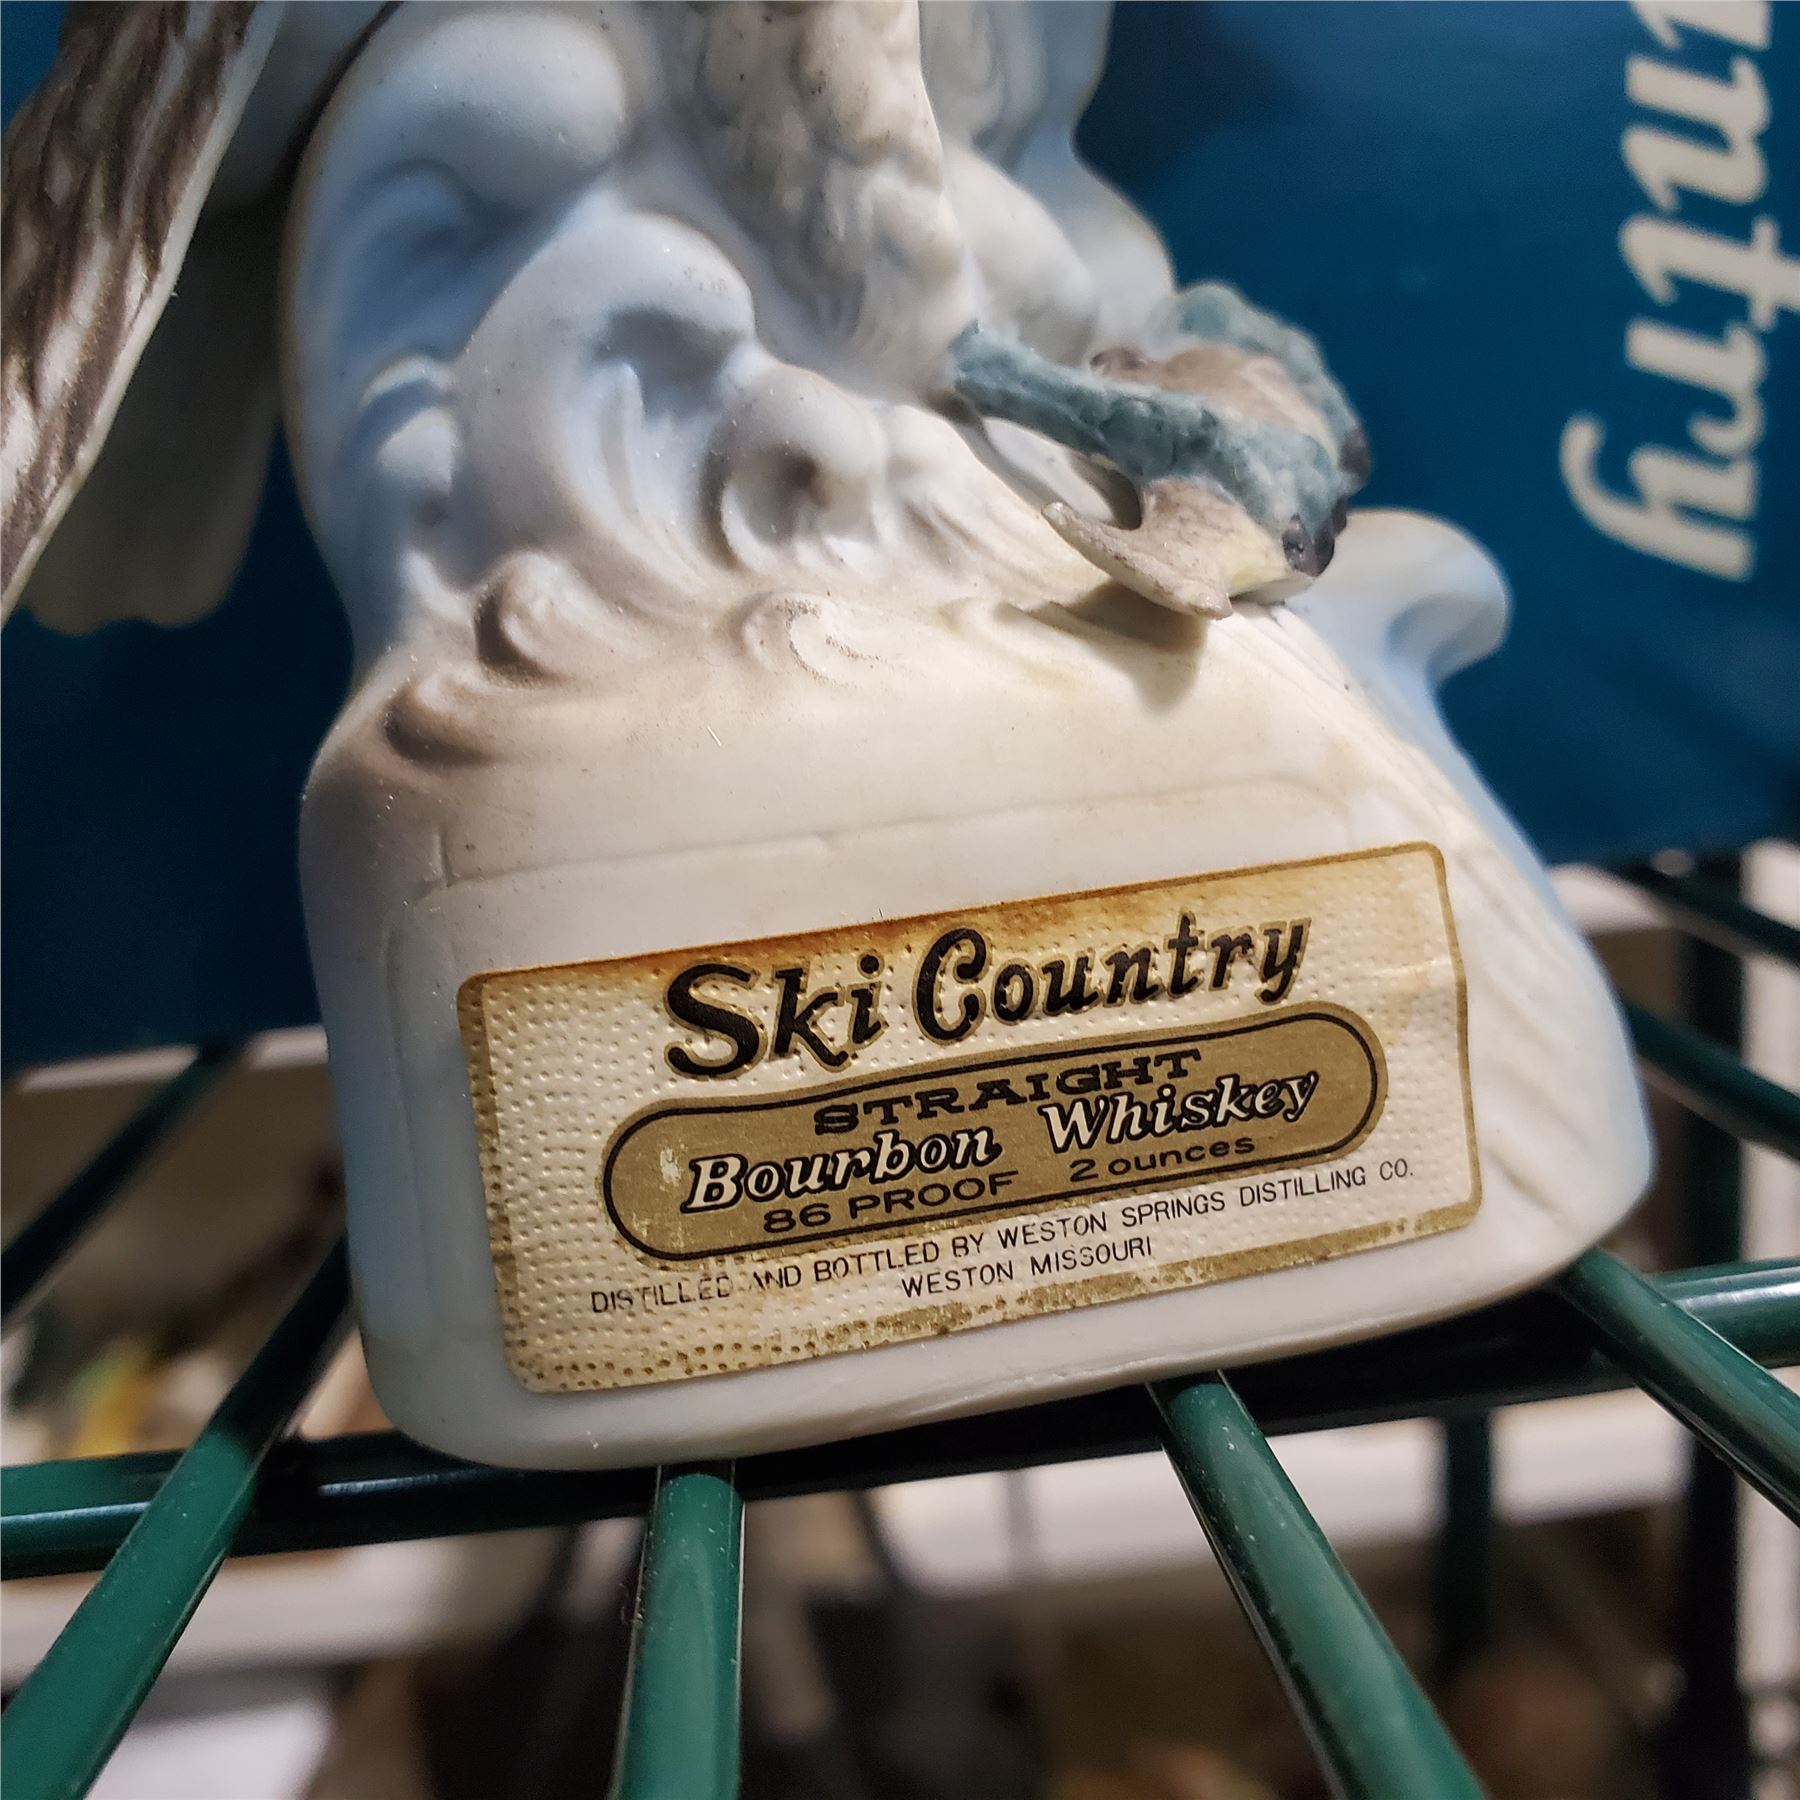 Ski Country
STRAIGHT
Bourbon Whiskey
86 PROOF 2 ounces
DISTILLED AND BOTTLED BY WESTON SPRINGS DISTILLING CO.
WESTON MISSOURI
untry